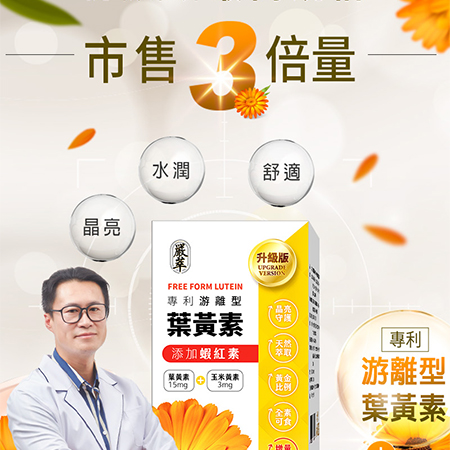 市售3倍量
水潤
舒適
晶亮
嚴萃
升級版
UPGRADE
VERSION
FREE FORM LUTEIN
專利游離型
葉黃素
添加蝦紅素
葉黃素
15mg
+
玉米黃素
3mg
晶亮
守護
天然
萃取
黃金
比例
全素
可食
增量
專利
游離型
葉黃素